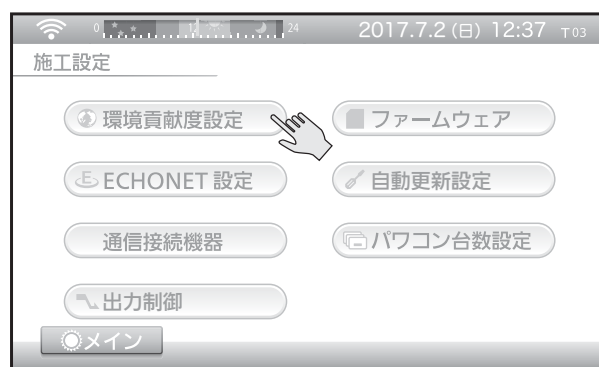 0 12 24 2017.7.2 (日) 12:37 T03
施工設定
環境貢献度設定 ファームウェア
ECHONET 設定 自動更新設定
通信接続機器 パワコン台数設定
出力制御
メイン